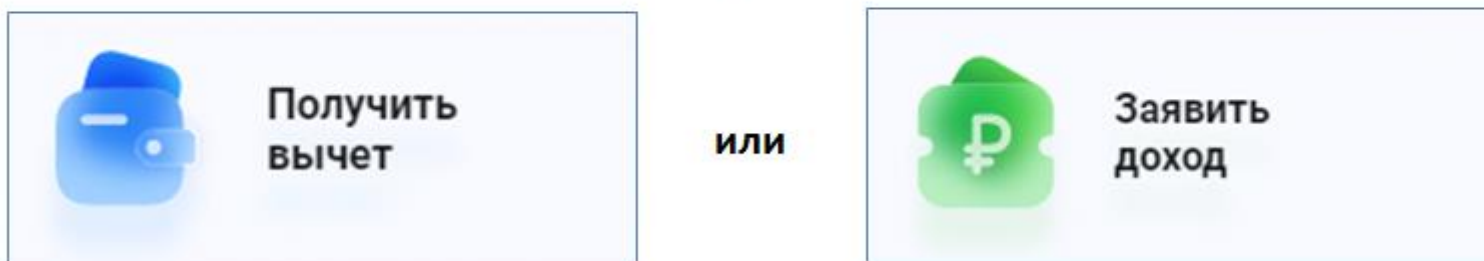 Получить
вычет
или
Заявить
доход